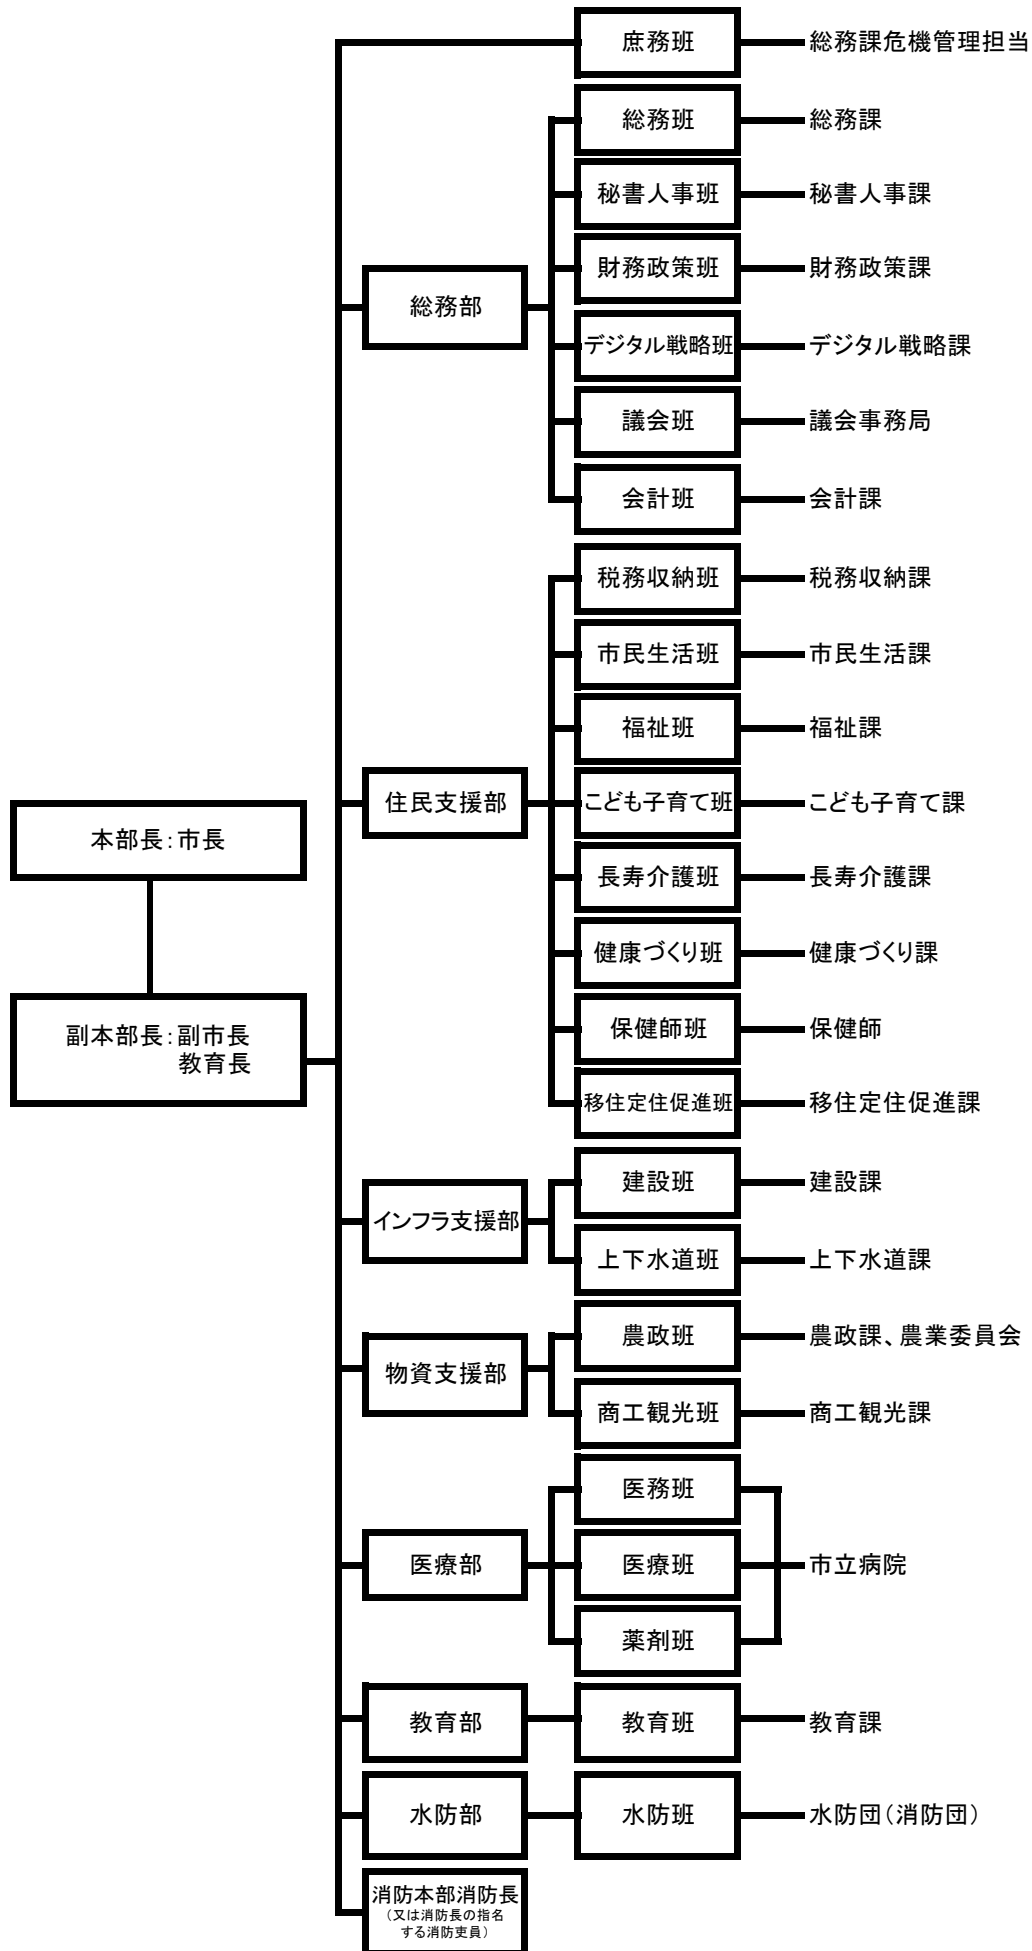 庶務班
総務課危機管理担当
総務班
総務課
秘書人事班
秘書人事課
財務政策班
財務政策課
総務部
デジタル戦略班
デジタル戦略課
議会班
議会事務局
会計班
会計課
税務収納班
税務収納課
市民生活班
市民生活課
福祉班
福祉課
住民支援部
こども子育て班
こども子育て課
本部長：市長
長寿介護班
長寿介護課
健康づくり班
健康づくり課
副本部長：副市長
教育長
保健師班
保健師
移住定住促進班
移住定住促進課
建設班
建設課
インフラ支援部
上下水道班
上下水道課
農政班
農政課、農業委員会
物資支援部
商工観光班
商工観光課
医務班
医療部
医療班
市立病院
薬剤班
教育部
教育班
教育課
水防部
水防班
水防団（消防団）
消防本部消防長
（又は消防長の指名
する消防吏員）